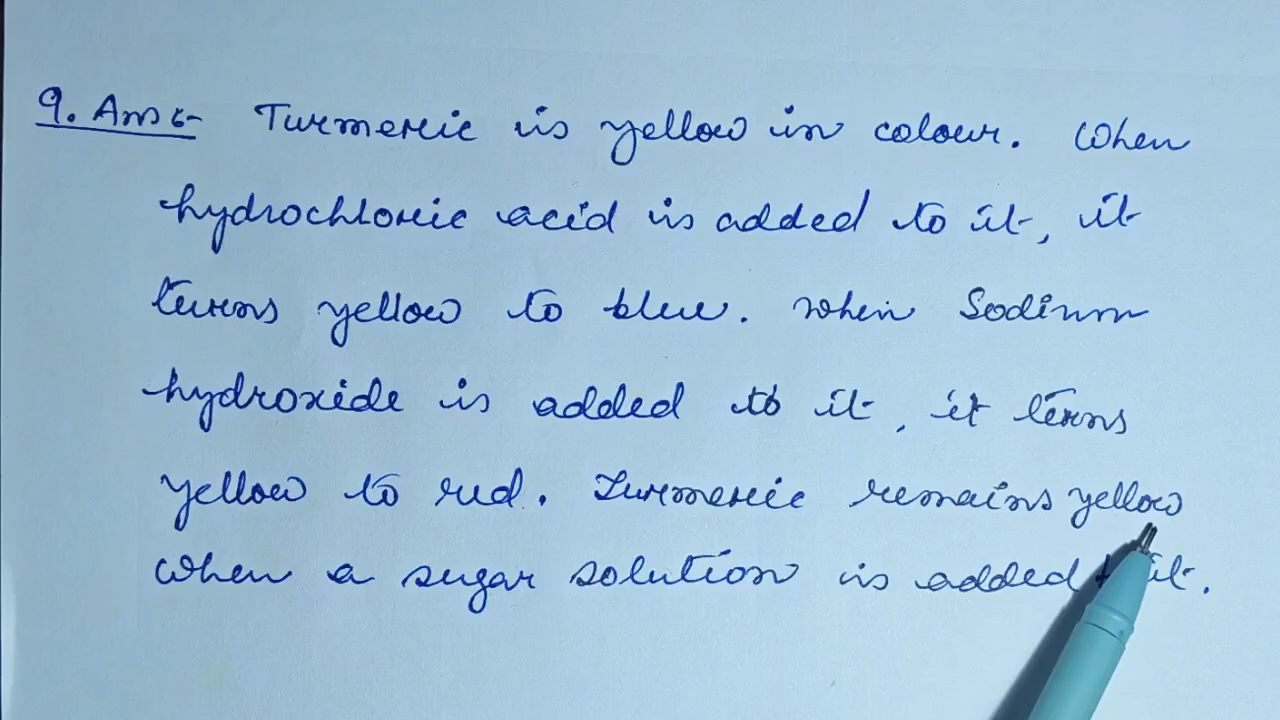 9. Ans:- Turmeric is yellow in colour. When
hydrochloric acid is added to it, it
turns yellow to blue. When Sodium
hydroxide is added to it, it terns
yellow to red. Turmeric remains yellow
when a sugar solution is added it.